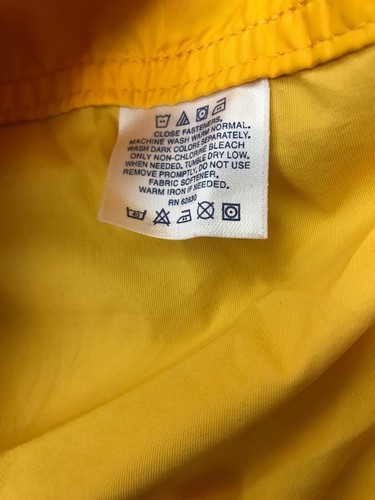 CLOSE FASTENERS.
MACHINE WASH WARM NORMAL.
WASH DARK COLORS SEPARATELY.
ONLY NON-CHLORINE BLEACH
WHEN NEEDED. TUMBLE DRY LOW.
REMOVE PROMPTLY. DO NOT USE
FABRIC SOFTENER.
WARM IRON IF NEEDED.
RN 62830